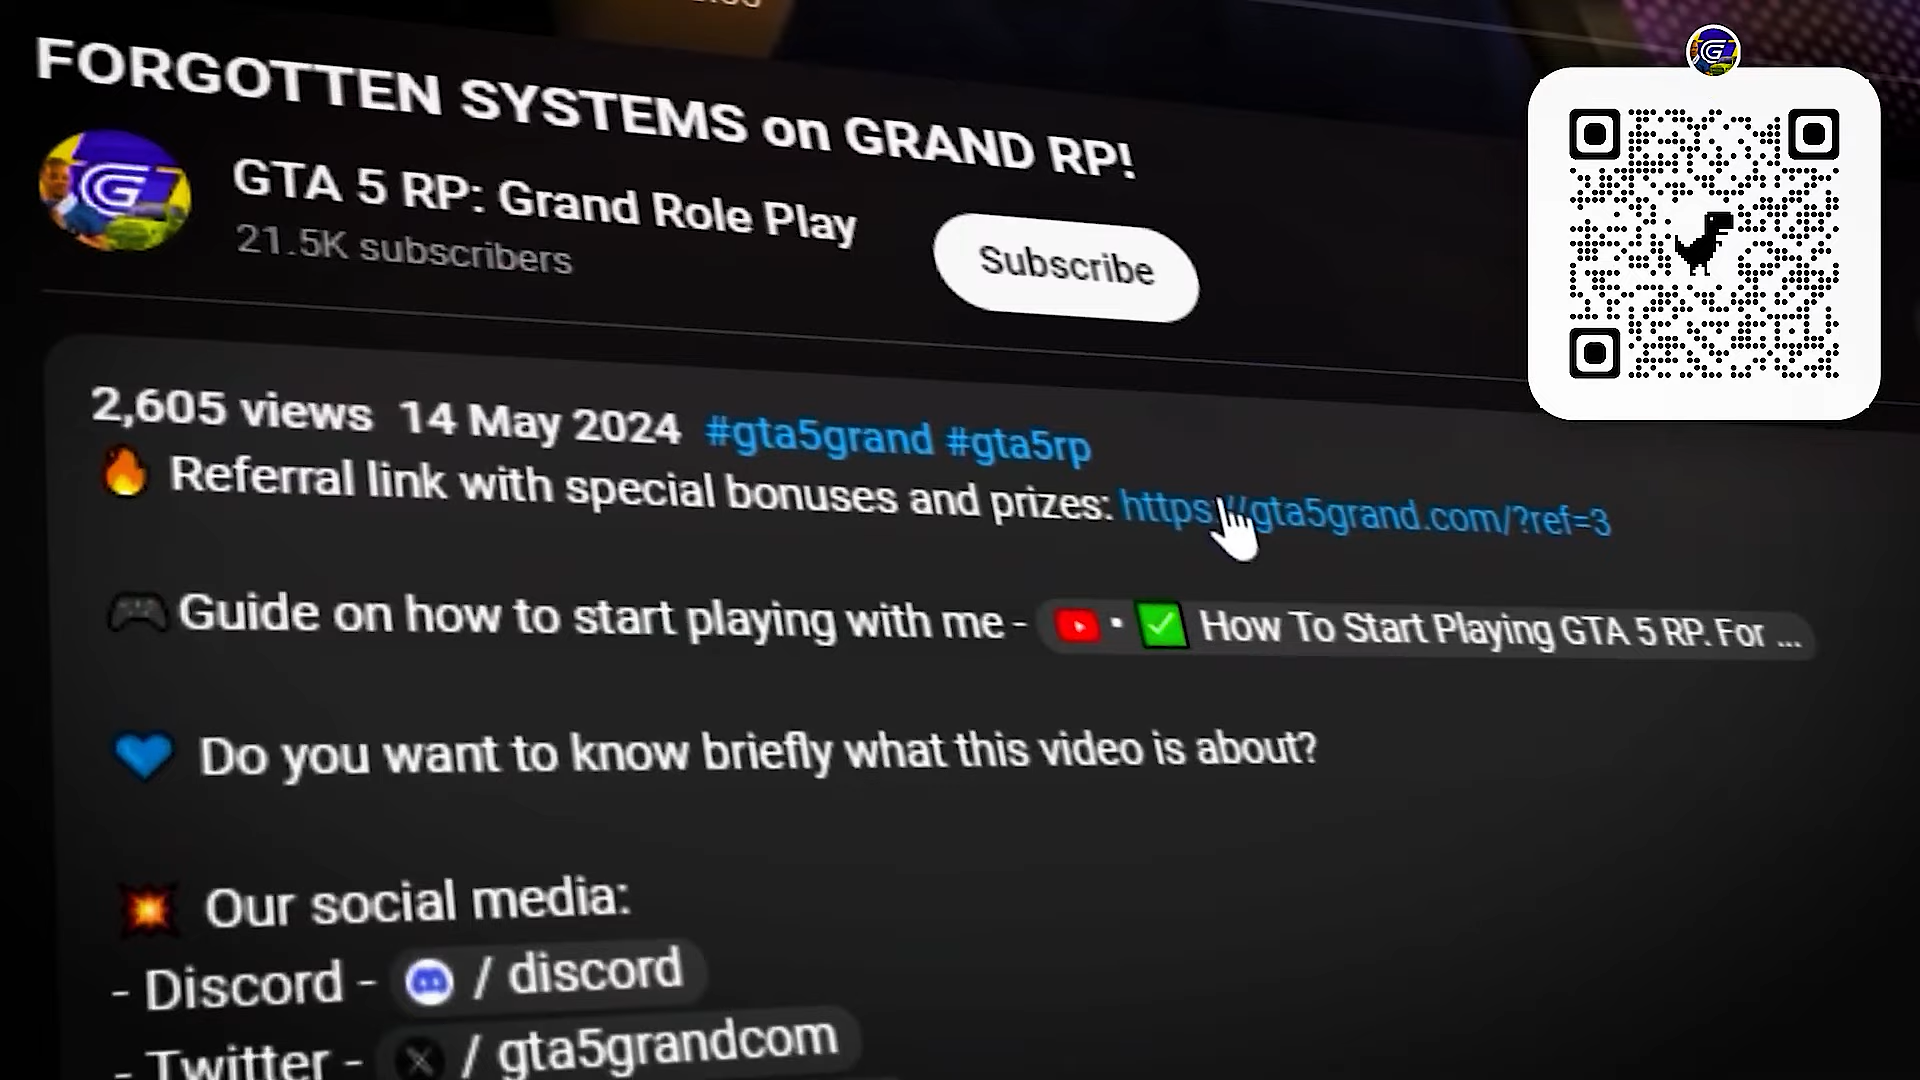 FORGOTTEN SYSTEMS on GRAND RP!
GTA 5 RP: Grand Role Play
21.5K subscribers
Subscribe
2,605 views 14 May 2024 #gta5grand #gta5rp
🔥 Referral link with special bonuses and prizes: https://gta5grand.com/?ref=3
🎮 Guide on how to start playing with me - • ✅ How To Start Playing GTA 5 RP. For ...
💙 Do you want to know briefly what this video is about?
💥 Our social media:
- Discord - / discord
- Twitter - / gta5grandcom